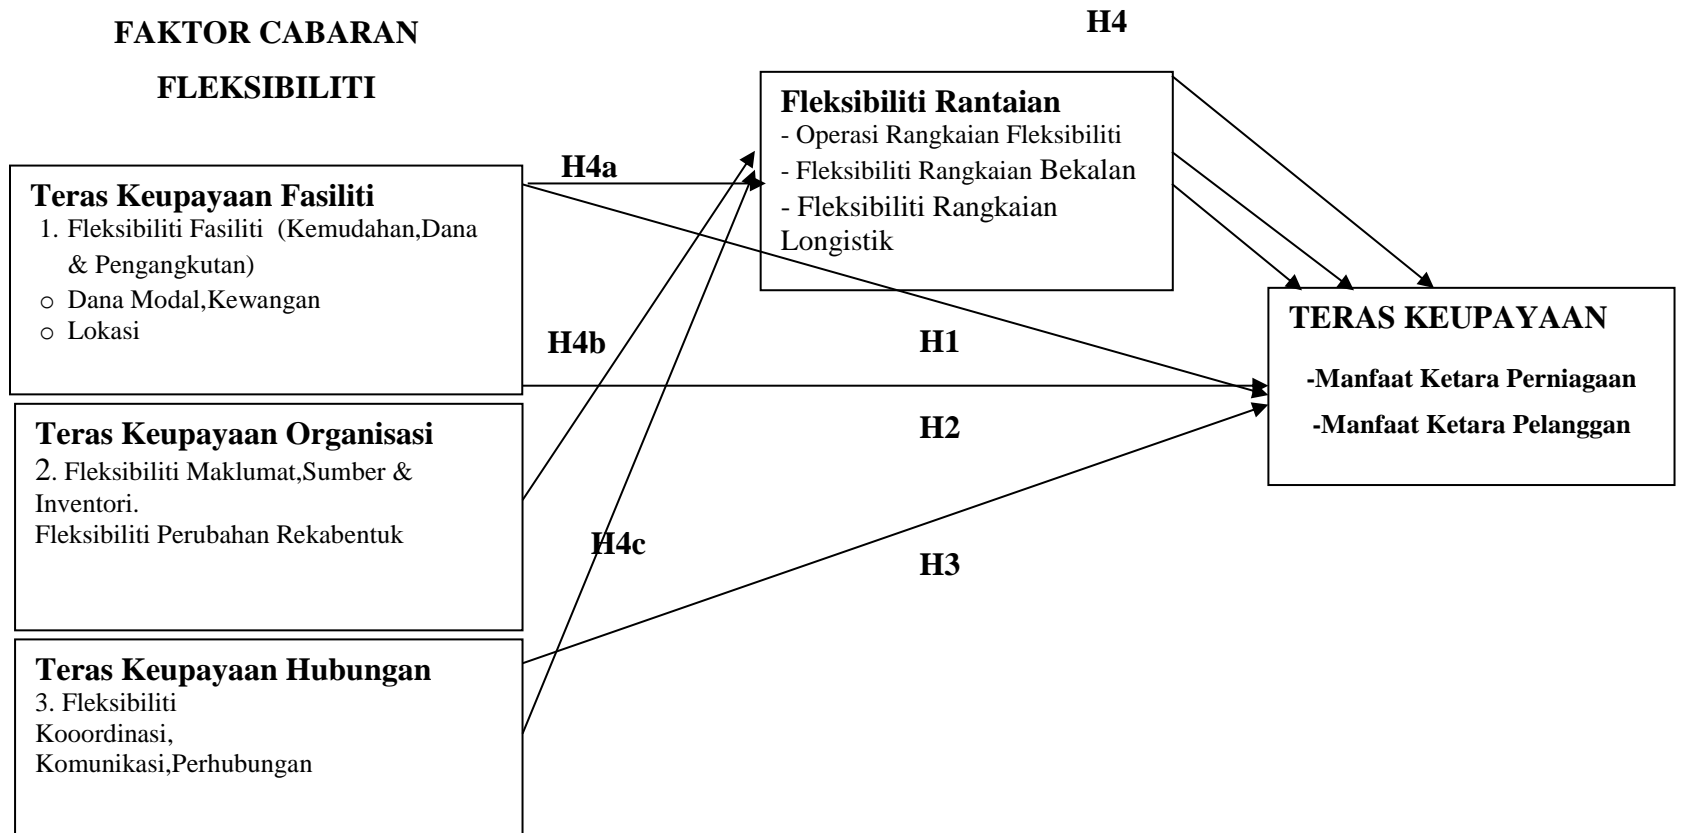 FAKTOR CABARAN
FLEKSIBILITI
H4
Fleksibiliti Rantaian
- Operasi Rangkaian Fleksibiliti
- Fleksibiliti Rangkaian Bekalan
- Fleksibiliti Rangkaian
Longistik
H4a
Teras Keupayaan Fasiliti
1. Fleksibiliti Fasiliti (Kemudahan,Dana
& Pengangkutan)
o Dana Modal,Kewangan
o Lokasi
TERAS KEUPAYAAN
-Manfaat Ketara Perniagaan
-Manfaat Ketara Pelanggan
H4b
H1
H2
Teras Keupayaan Organisasi
2. Fleksibiliti Maklumat,Sumber &
Inventori.
Fleksibiliti Perubahan Rekabentuk
H4c
H3
Teras Keupayaan Hubungan
3. Fleksibiliti
Kooordinasi,
Komunikasi,Perhubungan